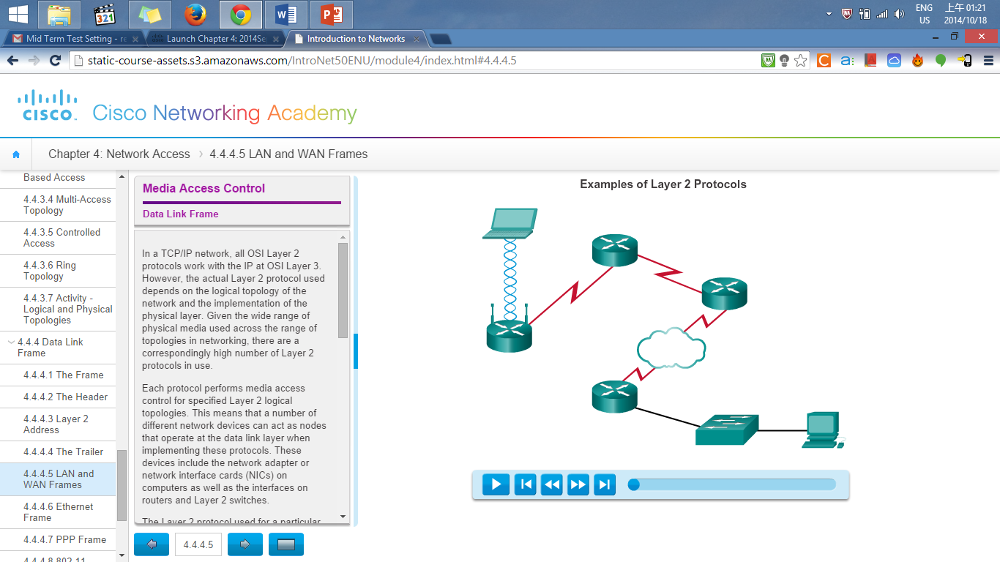 321
W
P
ENG
US
上午 01:21
2014/10/18
Mid Term Test Setting - re
Launch Chapter 4: 2014Se
Introduction to Networks
static-course-assets.s3.amazonaws.com/IntroNet50ENU/module4/index.html#4.4.4.5
CISCO. Cisco Networking Academy
Chapter 4: Network Access
4.4.4.5 LAN and WAN Frames
Based Access
4.4.3.4 Multi-Access
Topology
4.4.3.5 Controlled
Access
4.4.3.6 Ring
Topology
4.4.3.7 Activity -
Logical and Physical
Topologies
4.4.4 Data Link
Frame
4.4.4.1 The Frame
4.4.4.2 The Header
4.4.4.3 Layer 2
Address
4.4.4.4 The Trailer
4.4.4.5 LAN and
WAN Frames
4.4.4.6 Ethernet
Frame
4.4.4.7 PPP Frame
4.4.4.8 802.11
Media Access Control
Data Link Frame
In a TCP/IP network, all OSI Layer 2
protocols work with the IP at OSI Layer 3.
However, the actual Layer 2 protocol used
depends on the logical topology of the
network and the implementation of the
physical layer. Given the wide range of
physical media used across the range of
topologies in networking, there are a
correspondingly high number of Layer 2
protocols in use.
Each protocol performs media access
control for specified Layer 2 logical
topologies. This means that a number of
different network devices can act as nodes
that operate at the data link layer when
implementing these protocols. These
devices include the network adapter or
network interface cards (NICs) on
computers as well as the interfaces on
routers and Layer 2 switches.
The Layer 2 protocol used for a particular
4.4.4.5
Examples of Layer 2 Protocols